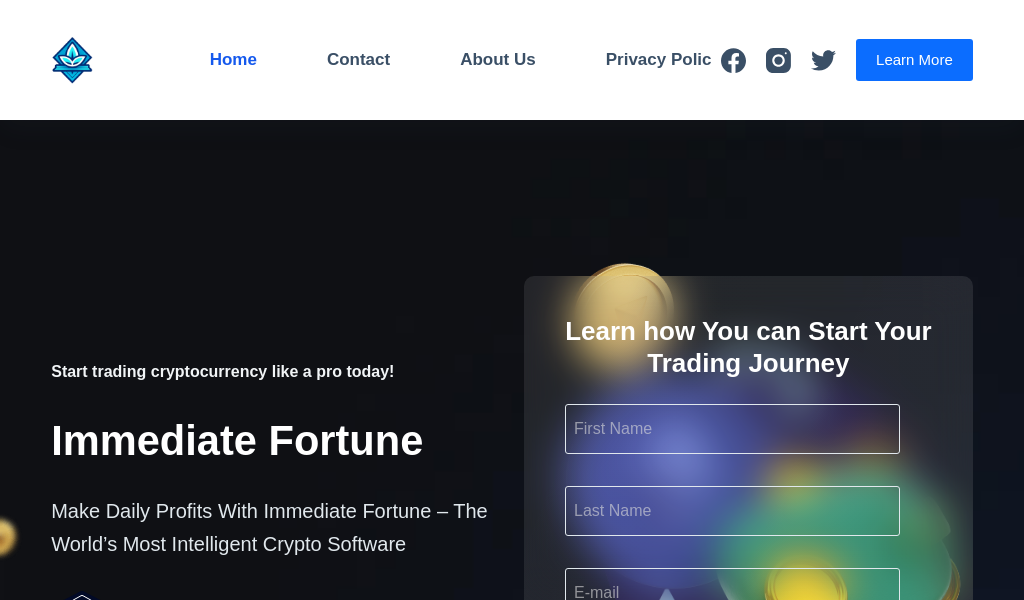 Home
Contact
About Us
Privacy Polic
Learn More
Start trading cryptocurrency like a pro today!
Immediate Fortune
Make Daily Profits With Immediate Fortune – The
World’s Most Intelligent Crypto Software
Learn how You can Start Your
Trading Journey
First Name
Last Name
E-mail